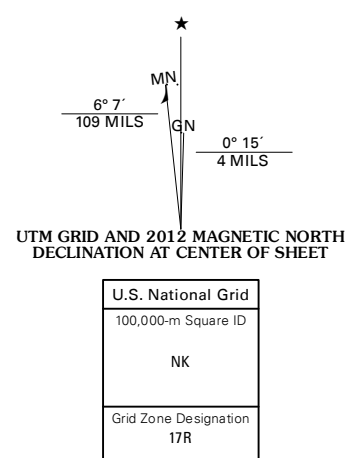 ★
MN
6° 7´
109 MILS
GN
0° 15´
4 MILS
UTM GRID AND 2012 MAGNETIC NORTH
DECLINATION AT CENTER OF SHEET
U.S. National Grid
100,000-m Square ID
NK
Grid Zone Designation
17R